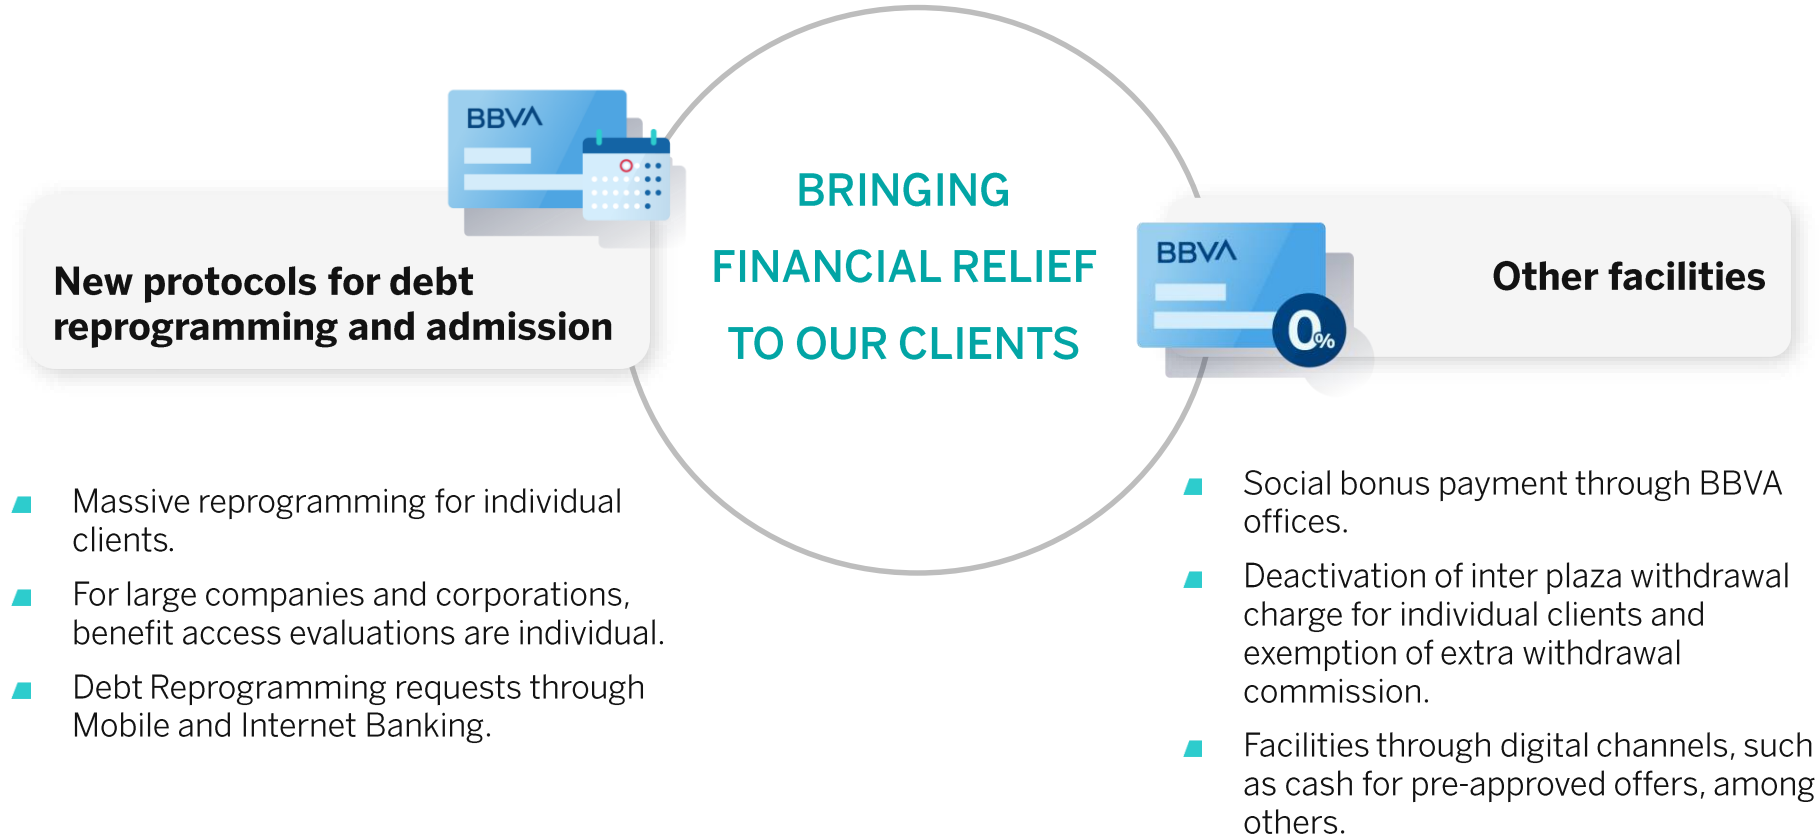 BBVA
New protocols for debt
reprogramming and admission
BRINGING
FINANCIAL RELIEF
TO OUR CLIENTS
BBVA
0%
Other facilities
Massive reprogramming for individual
clients.
For large companies and corporations,
benefit access evaluations are individual.
Debt Reprogramming requests through
Mobile and Internet Banking.
Social bonus payment through BBVA
offices.
Deactivation of inter plaza withdrawal
charge for individual clients and
exemption of extra withdrawal
commission.
Facilities through digital channels, such
as cash for pre-approved offers, among
others.